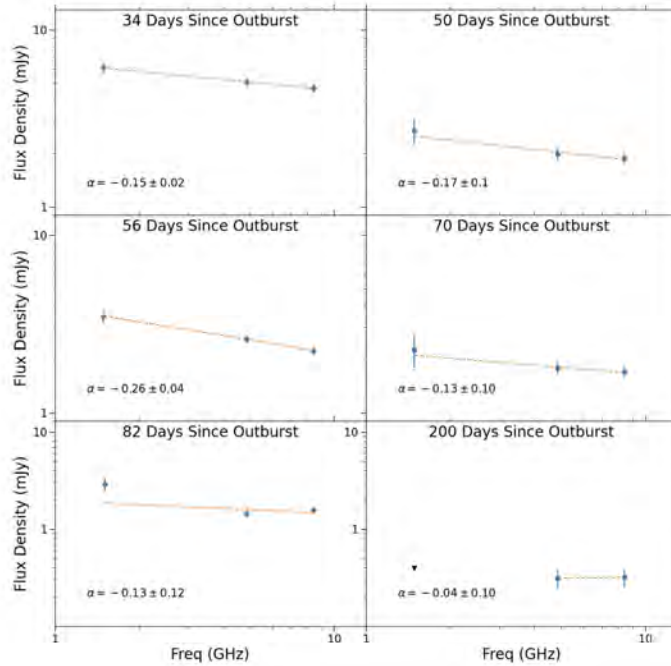 34 Days Since Outburst
50 Days Since Outburst
10
Flux Density (mJy)
1
α = −0.15 ± 0.02
α = −0.17 ± 0.1
56 Days Since Outburst
70 Days Since Outburst
10
Flux Density (mJy)
1
α = −0.26 ± 0.04
α = −0.13 ± 0.10
82 Days Since Outburst
200 Days Since Outburst
10
10
Flux Density (mJy)
1
1
α = −0.13 ± 0.12
α = −0.04 ± 0.10
1
10
1
10
Freq (GHz)
Freq (GHz)